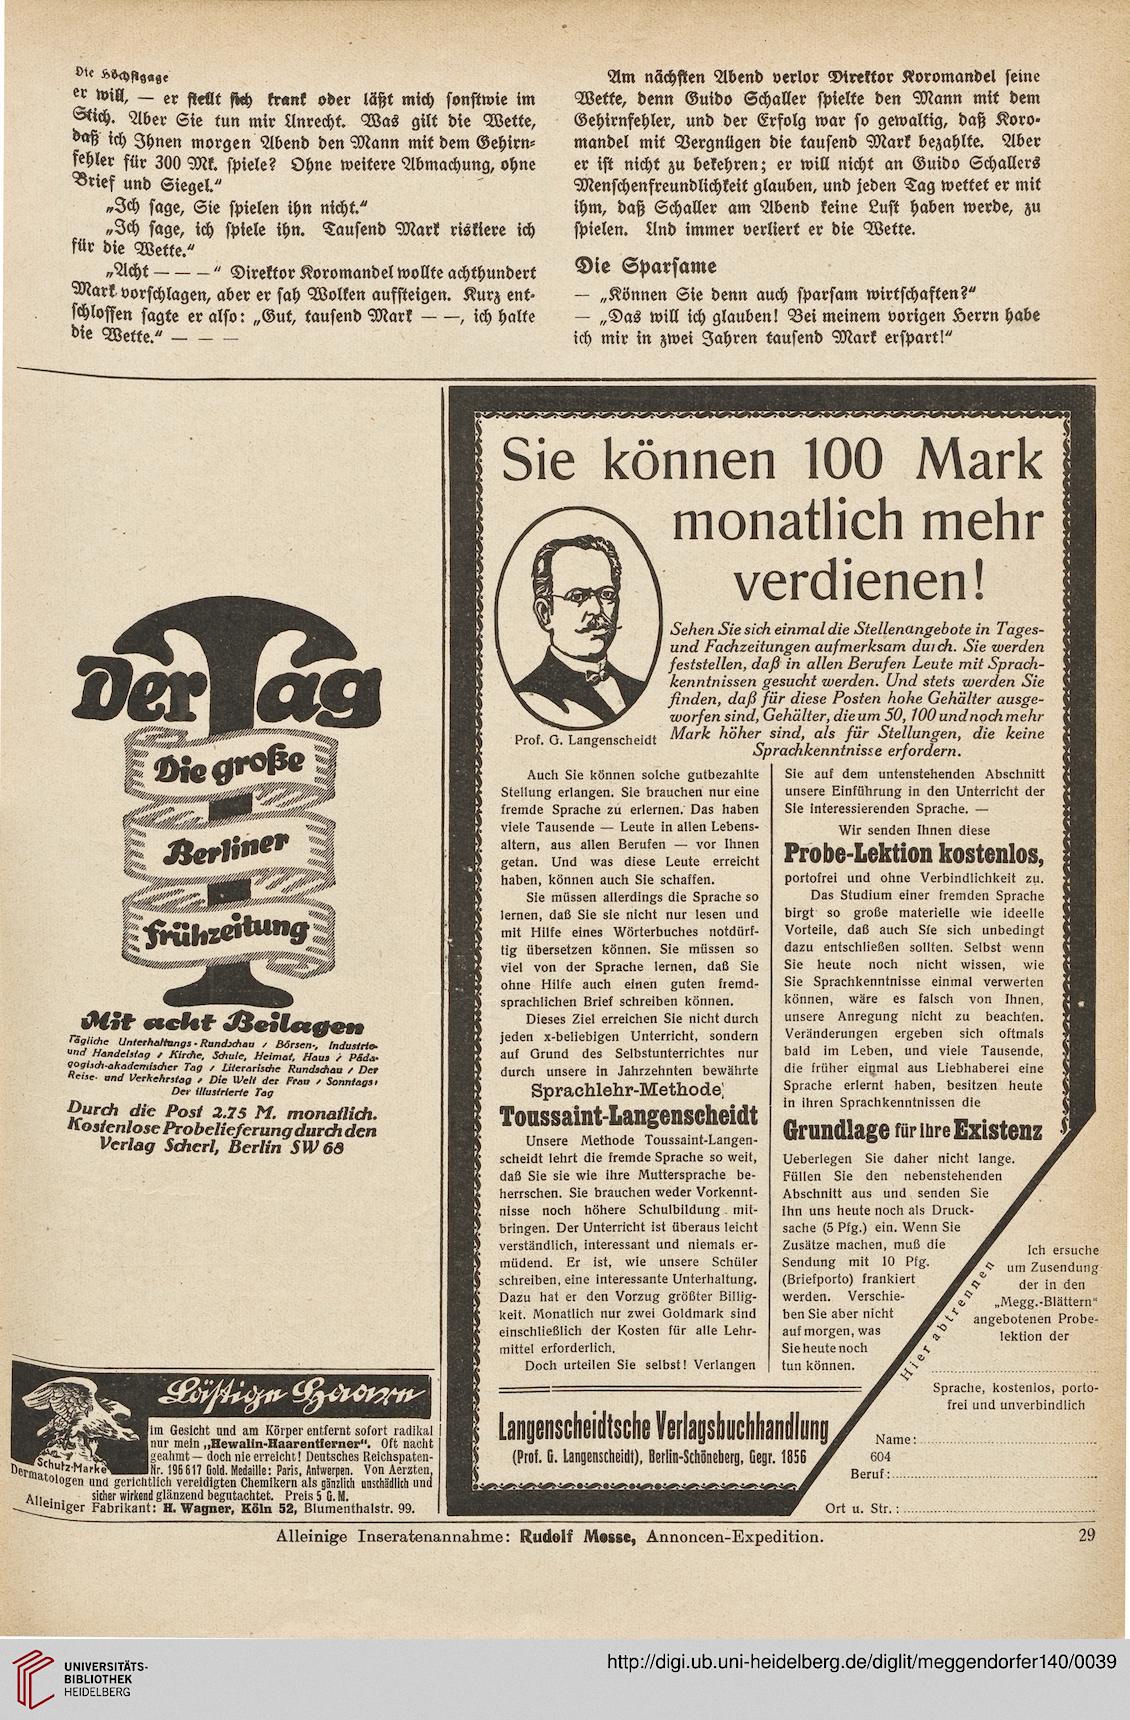 Die Höchstgage
er will, — er stellt sich krank oder läßt mich sonstwie im
Stich. Aber Sie tun mir Unrecht. Was gilt die Wette,
daß ich Ihnen morgen Abend den Mann mit dem Gehirn-
fehler für 300 Mk. spiele? Ohne weitere Abmachung, ohne
Brief und Siegel."
„Ich sage, Sie spielen ihn nicht."
„Ich sage, ich spiele ihn. Tausend Mark riskiere ich
für die Wette."
„Acht — — —" Direktor Koromandel wollte achthundert
Mark vorschlagen, aber er sah Wolken aufsteigen. Kurz ent-
schlossen sagte er also: „Gut, tausend Mark — —, ich halte
die Wette." — — —
Am nächsten Abend verlor Direktor Koromandel seine
Wette, denn Guido Schaller spielte den Mann mit dem
Gehirnfehler, und der Erfolg war so gewaltig, daß Koro-
mandel mit Vergnügen die tausend Mark bezahlte. Aber
er ist nicht zu bekehren; er will nicht an Guido Schallers
Menschenfreundlichkeit glauben, und jeden Tag wettet er mit
ihm, daß Schaller am Abend keine Lust haben werde, zu
spielen. Und immer verliert er die Wette.
Die Sparsame
— „Können Sie denn auch sparsam wirtschaften?"
— „Das will ich glauben! Bei meinem vorigen Herrn habe
ich mir in zwei Jahren tausend Mark erspart!"
Der Tag
Die große
Berliner
Frühzeitung
Mit acht Beilagen
Tägliche Unterhaltungs-Rundschau / Börsen-, Industrie-
und Handelstag / Kirche, Schule, Heimat, Haus / Päda-
gogisch-akademischer Tag / Literarische Rundschau / Der
Reise- und Verkehrstag / Die Welt der Frau / Sonntags:
Der illustrierte Tag
Durch die Post 2.75 M. monatlich.
Kostenlose Probelieferung durch den
Verlag Scherl, Berlin SW 68
Lästige Haare
im Gesicht und am Körper entfernt sofort radikal
nur mein „Hewalin-Haarentferner". Oft nacht
geahmt — doch nie erreicht! Deutsches Reichspaten-
Nr. 196 617 Gold. Medaille: Paris, Antwerpen. Von Aerzten,
Schutz-Marke
Dermatologen und gerichtlich vereidigten Chemikern als gänzlich unschädlich und
sicher wirkend glänzend begutachtet. Preis 5 G. M.
Alleiniger Fabrikant: H. Wagner, Köln 52, Blumenthalstr. 99.
Sie können 100 Mark
monatlich mehr
verdienen!
Prof. G. Langenscheidt
Sehen Sie sich einmal die Stellenangebote in Tages-
und Fachzeitungen aufmerksam durch. Sie werden
feststellen, daß in allen Berufen Leute mit Sprach-
kenntnissen gesucht werden. Und stets werden Sie
finden, daß für diese Posten hohe Gehälter ausge-
worfen sind, Gehälter, die um 50, 100 und noch mehr
Mark höher sind, als für Stellungen, die keine
Sprachkenntnisse erfordern.
Auch Sie können solche gutbezahlte
Stellung erlangen. Sie brauchen nur eine
fremde Sprache zu erlernen. Das haben
viele Tausende — Leute in allen Lebens-
altern, aus allen Berufen — vor Ihnen
getan. Und was diese Leute erreicht
haben, können auch Sie schaffen.
Sie müssen allerdings die Sprache so
lernen, daß Sie sie nicht nur lesen und
mit Hilfe eines Wörterbuches notdürf-
tig übersetzen können. Sie müssen so
viel von der Sprache lernen, daß Sie
ohne Hilfe auch einen guten fremd-
sprachlichen Brief schreiben können.
Dieses Ziel erreichen Sie nicht durch
jeden x-beliebigen Unterricht, sondern
auf Grund des Selbstunterrichtes nur
durch unsere in Jahrzehnten bewährte
Sprachlehr-Methode
Toussaint-Langenscheidt
Unsere Methode Toussaint-Langen-
scheidt lehrt die fremde Sprache so weit,
daß Sie sie wie Ihre Muttersprache be-
herrschen. Sie brauchen weder Vorkennt-
nisse noch höhere Schulbildung mit-
bringen. Der Unterricht ist überaus leicht
verständlich, interessant und niemals er-
müdend. Er ist, wie unsere Schüler
schreiben, eine interessante Unterhaltung.
Dazu hat er den Vorzug größter Billig-
keit. Monatlich nur zwei Goldmark sind
einschließlich der Kosten für alle Lehr-
mittel erforderlich.
Doch urteilen Sie selbst! Verlangen
Sie auf dem untenstehenden Abschnitt
unsere Einführung in den Unterricht der
Sie interessierenden Sprache. —
Wir senden Ihnen diese
Probe-Lektion kostenlos,
portofrei und ohne Verbindlichkeit zu.
Das Studium einer fremden Sprache
birgt so große materielle wie ideelle
Vorteile, daß auch Sie sich unbedingt
dazu entschließen sollten. Selbst wenn
Sie heute noch nicht wissen, wie
Sie Sprachkenntnisse einmal verwerten
können, wäre es falsch von Ihnen,
unsere Anregung nicht zu beachten.
Veränderungen ergeben sich oftmals
bald im Leben, und viele Tausende,
die früher einmal aus Liebhaberei eine
Sprache erlernt haben, besitzen heute
in ihren Sprachkenntnissen die
Grundlage für ihre Existenz
Ueberlegen Sie daher nicht lange.
Füllen Sie den nebenstehenden
Abschnitt aus und senden Sie
ihn uns heute noch als Druck-
sache (5 Pfg.) ein. Wenn Sie
Zusätze machen, muß die
Sendung mit 10 Pfg.
(Briefporto) frankiert
werden. Verschie-
ben Sie aber nicht
auf morgen, was
Sie heute noch
tun können.
Langenscheidtsche Verlagsbuchhandlung
(Prof. G. Langenscheidt), Berlin-Schöneberg, Gegr. 1856
Hier abtrennen
Ich ersuche
um Zusendung
der in den
„Megg.-Blättern"
angebotenen Probe-
lektion der
Sprache, kostenlos, porto-
frei und unverbindlich
Name:
604
Beruf:
Ort u. Str.:
Alleinige Inseratenannahme: Rudolf Mosse, Annoncen-Expedition.
29
UNIVERSITÄTS-
BIBLIOTHEK
HEIDELBERG
http://digi.ub.uni-heidelberg.de/diglit/meggendorfer140/0039